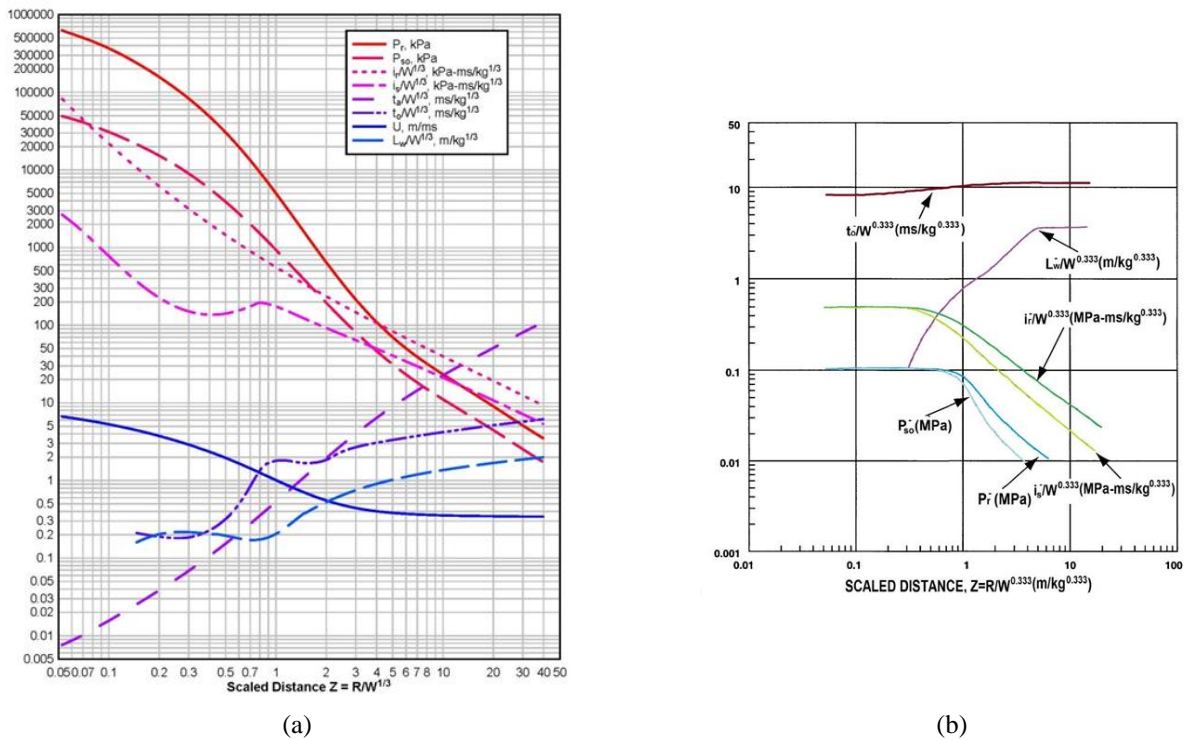 1000000
500000
300000
200000
100000
50000
30000
20000
10000
5000
3000
2000
1000
500
300
200
100
50
30
20
10
5
3
2
1
0.5
0.3
0.2
0.1
0.05
0.03
0.02
0.01
0.005
Pr, kPa
Pso, kPa
ir/W1/3, kPa-ms/kg1/3
is/W1/3, kPa-ms/kg1/3
ta/W1/3, ms/kg1/3
to/W1/3, ms/kg1/3
U, m/ms
Lw/W1/3, m/kg1/3
0.05 0.07 0.1 0.2 0.3 0.5 0.7 1 2 3 4 5 6 7 8 10 20 30 40 50
Scaled Distance Z = R/W1/3
(a)
50
10
1
0.1
0.01
0.001
to-/W0.333(ms/kg0.333)
Lw-/W0.333(m/kg0.333)
ir-/W0.333(MPa-ms/kg0.333)
Pso-(MPa)
Pr-(MPa)
is-/W0.333(MPa-ms/kg0.333)
0.01 0.1 1 10 100
SCALED DISTANCE, Z=R/W0.333(m/kg0.333)
(b)